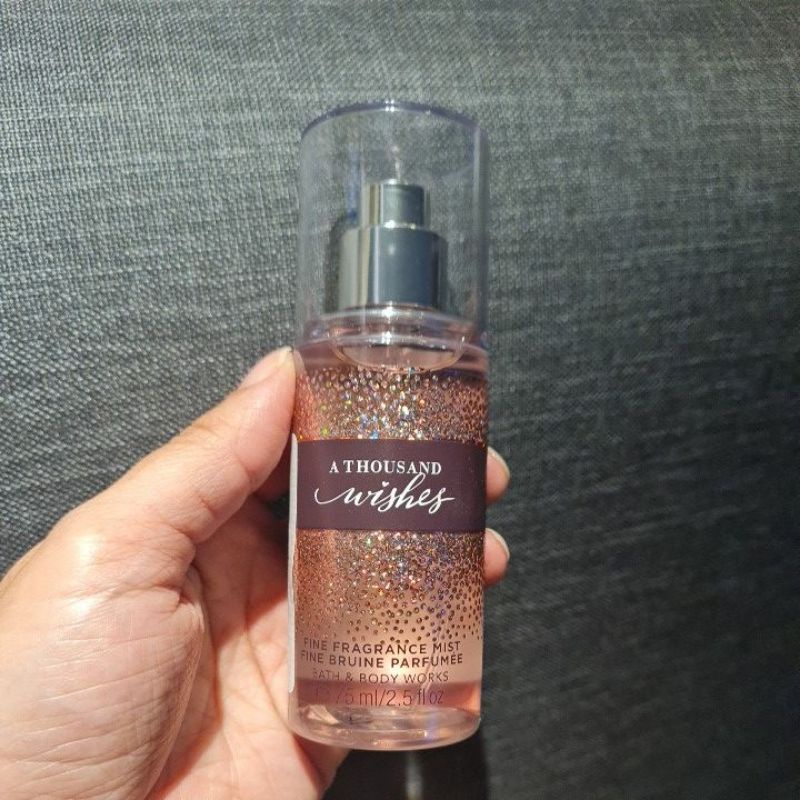 A THOUSAND
wishes
FINE FRAGRANCE MIST
FINE BRUINE PARFUMÉE
BATH & BODY WORKS
75 ml/2.5 fl oz